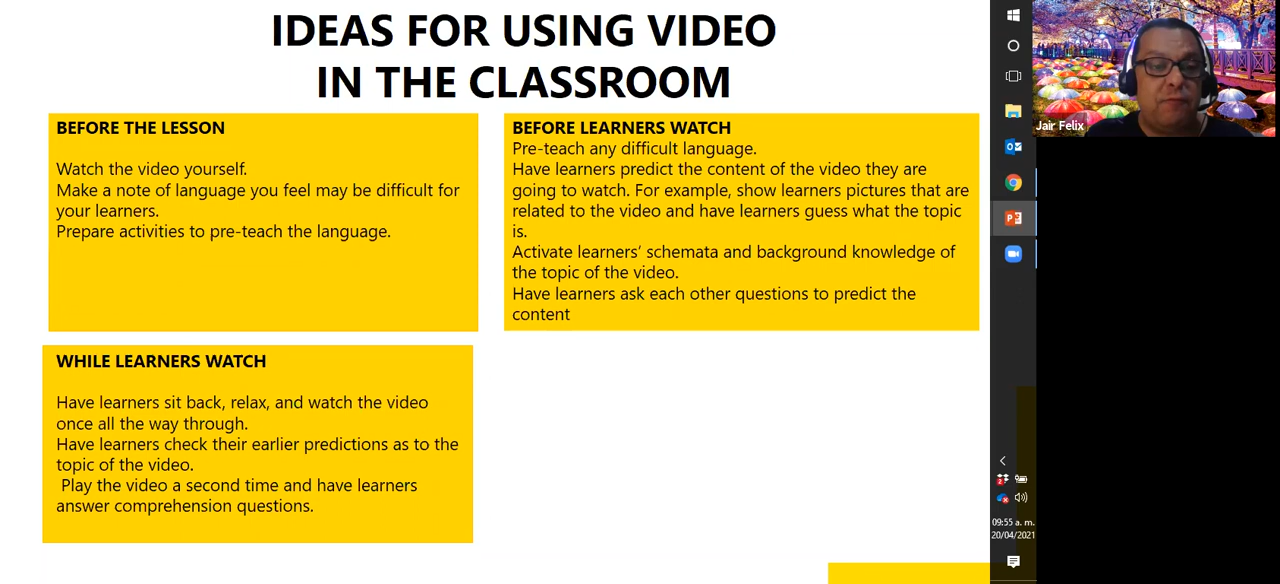 IDEAS FOR USING VIDEO
IN THE CLASSROOM
BEFORE THE LESSON
Watch the video yourself.
Make a note of language you feel may be difficult for
your learners.
Prepare activities to pre-teach the language.
BEFORE LEARNERS WATCH
Pre-teach any difficult language.
Have learners predict the content of the video they are
going to watch. For example, show learners pictures that are
related to the video and have learners guess what the topic
is.
Activate learners’ schemata and background knowledge of
the topic of the video.
Have learners ask each other questions to predict the
content
WHILE LEARNERS WATCH
Have learners sit back, relax, and watch the video
once all the way through.
Have learners check their earlier predictions as to the
topic of the video.
Play the video a second time and have learners
answer comprehension questions.
Jair Felix
09:55 a. m.
20/04/2021